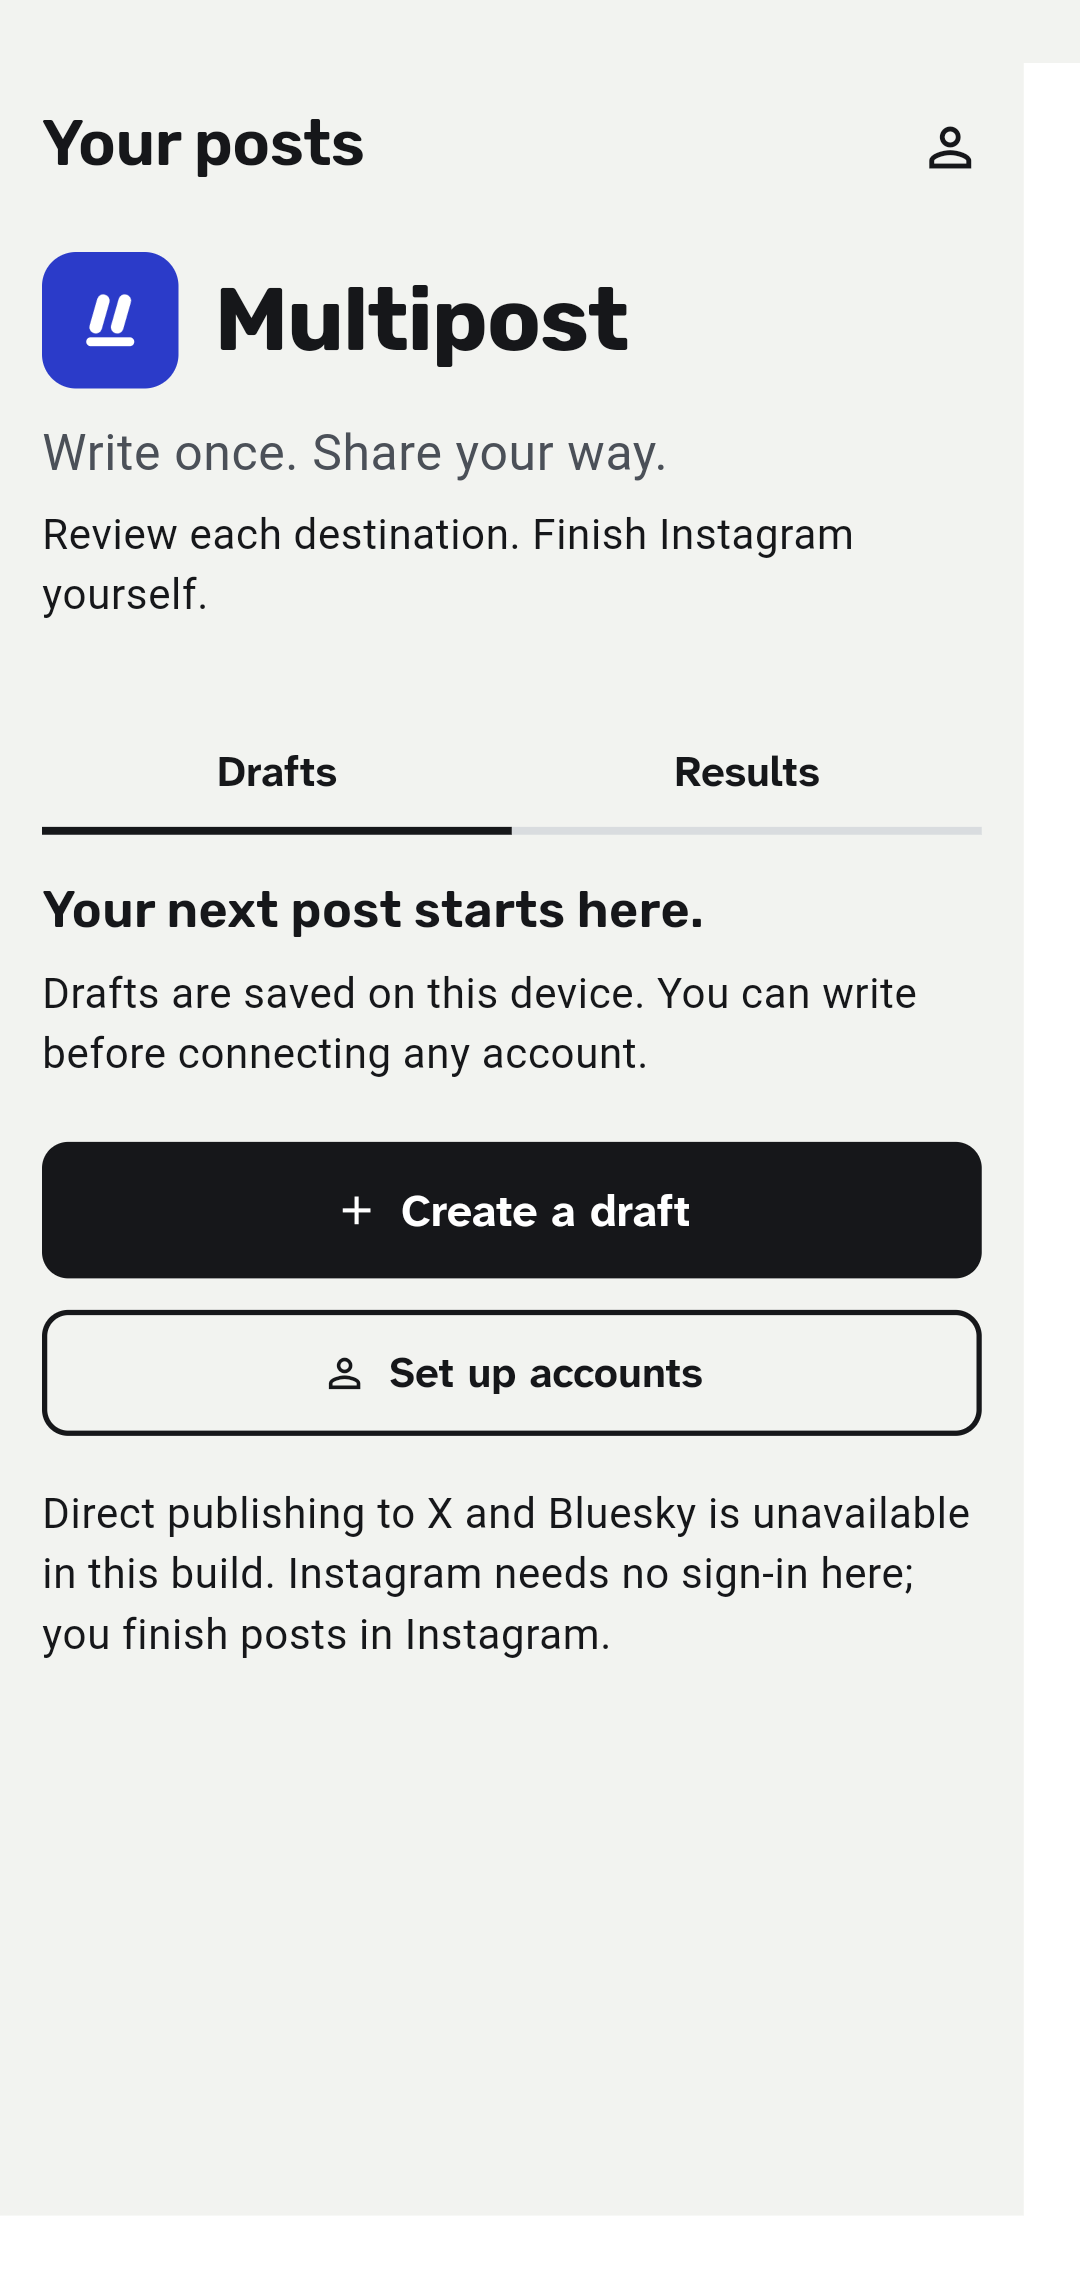 Your posts
Multipost
Write once. Share your way.
Review each destination. Finish Instagram
yourself.
Drafts
Results
Your next post starts here.
Drafts are saved on this device. You can write
before connecting any account.
Create a draft
Set up accounts
Direct publishing to X and Bluesky is unavailable
in this build. Instagram needs no sign-in here;
you finish posts in Instagram.